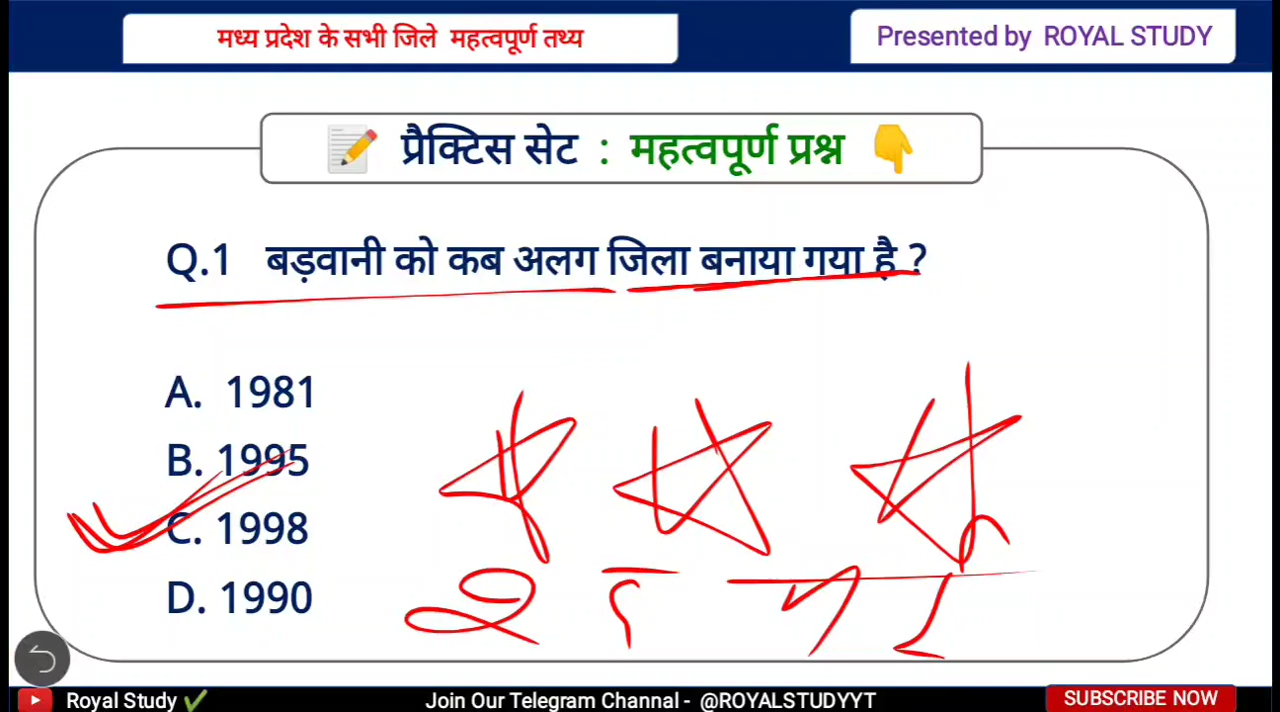 मध्य प्रदेश के सभी जिले महत्वपूर्ण तथ्य
Presented by ROYAL STUDY
प्रैक्टिस सेट : महत्वपूर्ण प्रश्न
Q.1 बड़वानी को कब अलग जिला बनाया गया है ?
A. 1981
B. 1995
C. 1998
D. 1990
Royal Study
Join Our Telegram Channel - @ROYALSTUDYYT
SUBSCRIBE NOW